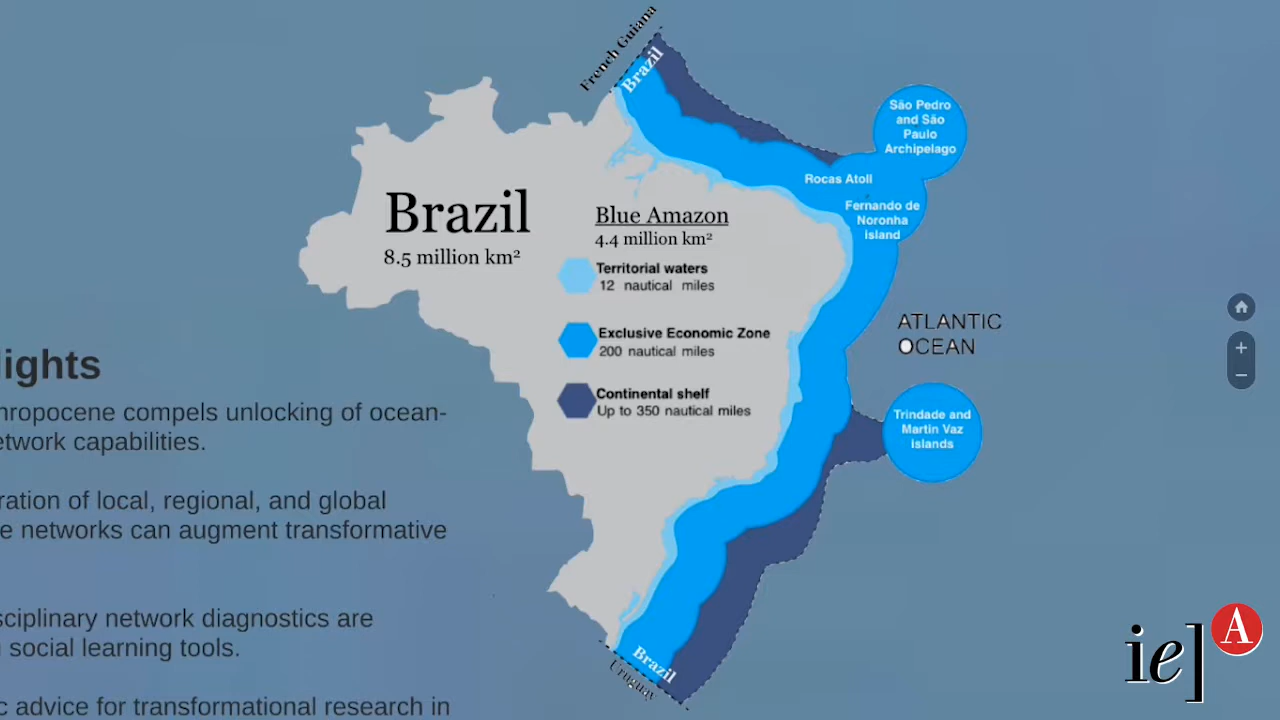 French Guiana
Brazil
São Pedro
and São
Paulo
Archipelago
Rocas Atoll
Fernando de
Noronha
island
Brazil
8.5 million km²
Blue Amazon
4.4 million km²
Territorial waters
12 nautical miles
Exclusive Economic Zone
200 nautical miles
Continental shelf
Up to 350 nautical miles
ATLANTIC
OCEAN
Trindade and
Martin Vaz
islands
Brazil
Uruguay
lights
hropocene compels unlocking of ocean-
etwork capabilities.
ration of local, regional, and global
e networks can augment transformative
sciplinary network diagnostics are
social learning tools.
c advice for transformational research in
ie]A